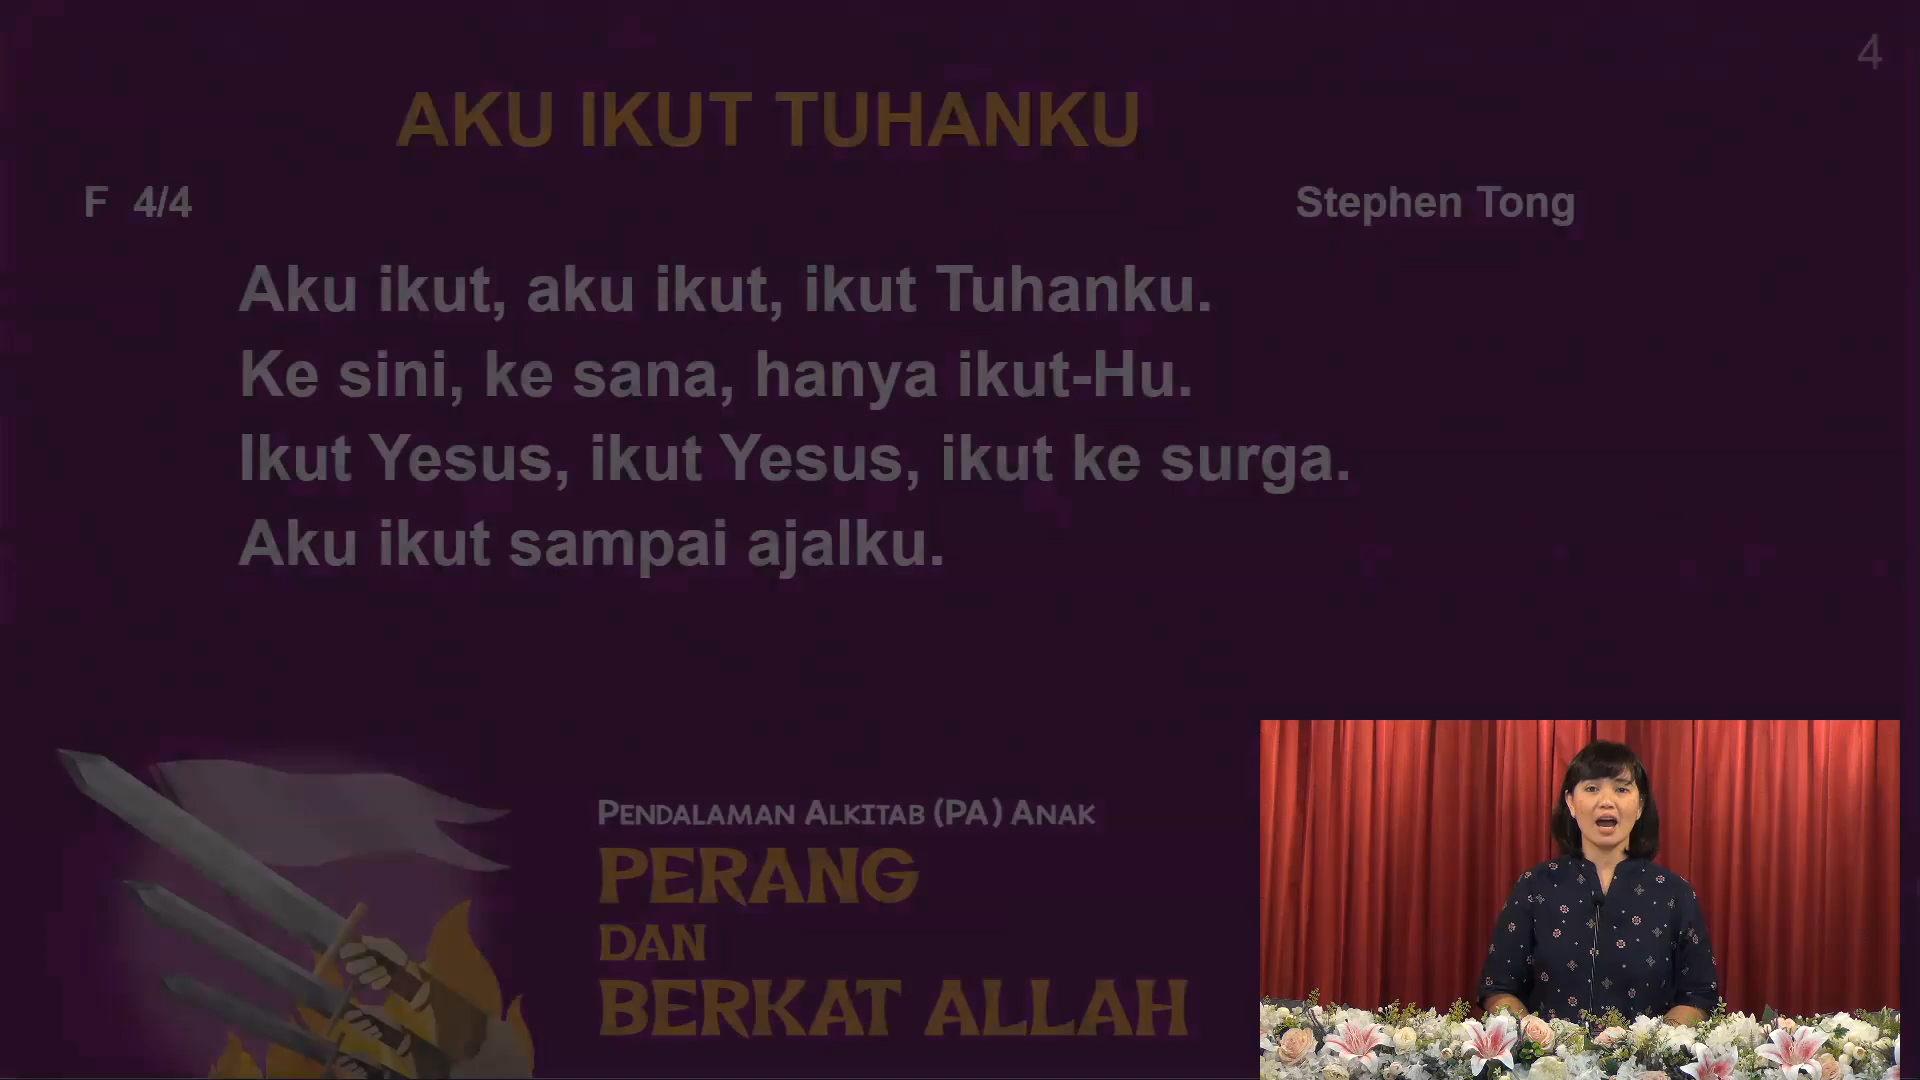 4
AKU IKUT TUHANKU
F 4/4
Stephen Tong
Aku ikut, aku ikut, ikut Tuhanku.
Ke sini, ke sana, hanya ikut-Hu.
Ikut Yesus, ikut Yesus, ikut ke surga.
Aku ikut sampai ajalku.
PENDALAMAN ALKITAB (PA) ANAK
PERANG
DAN
BERKAT ALLAH